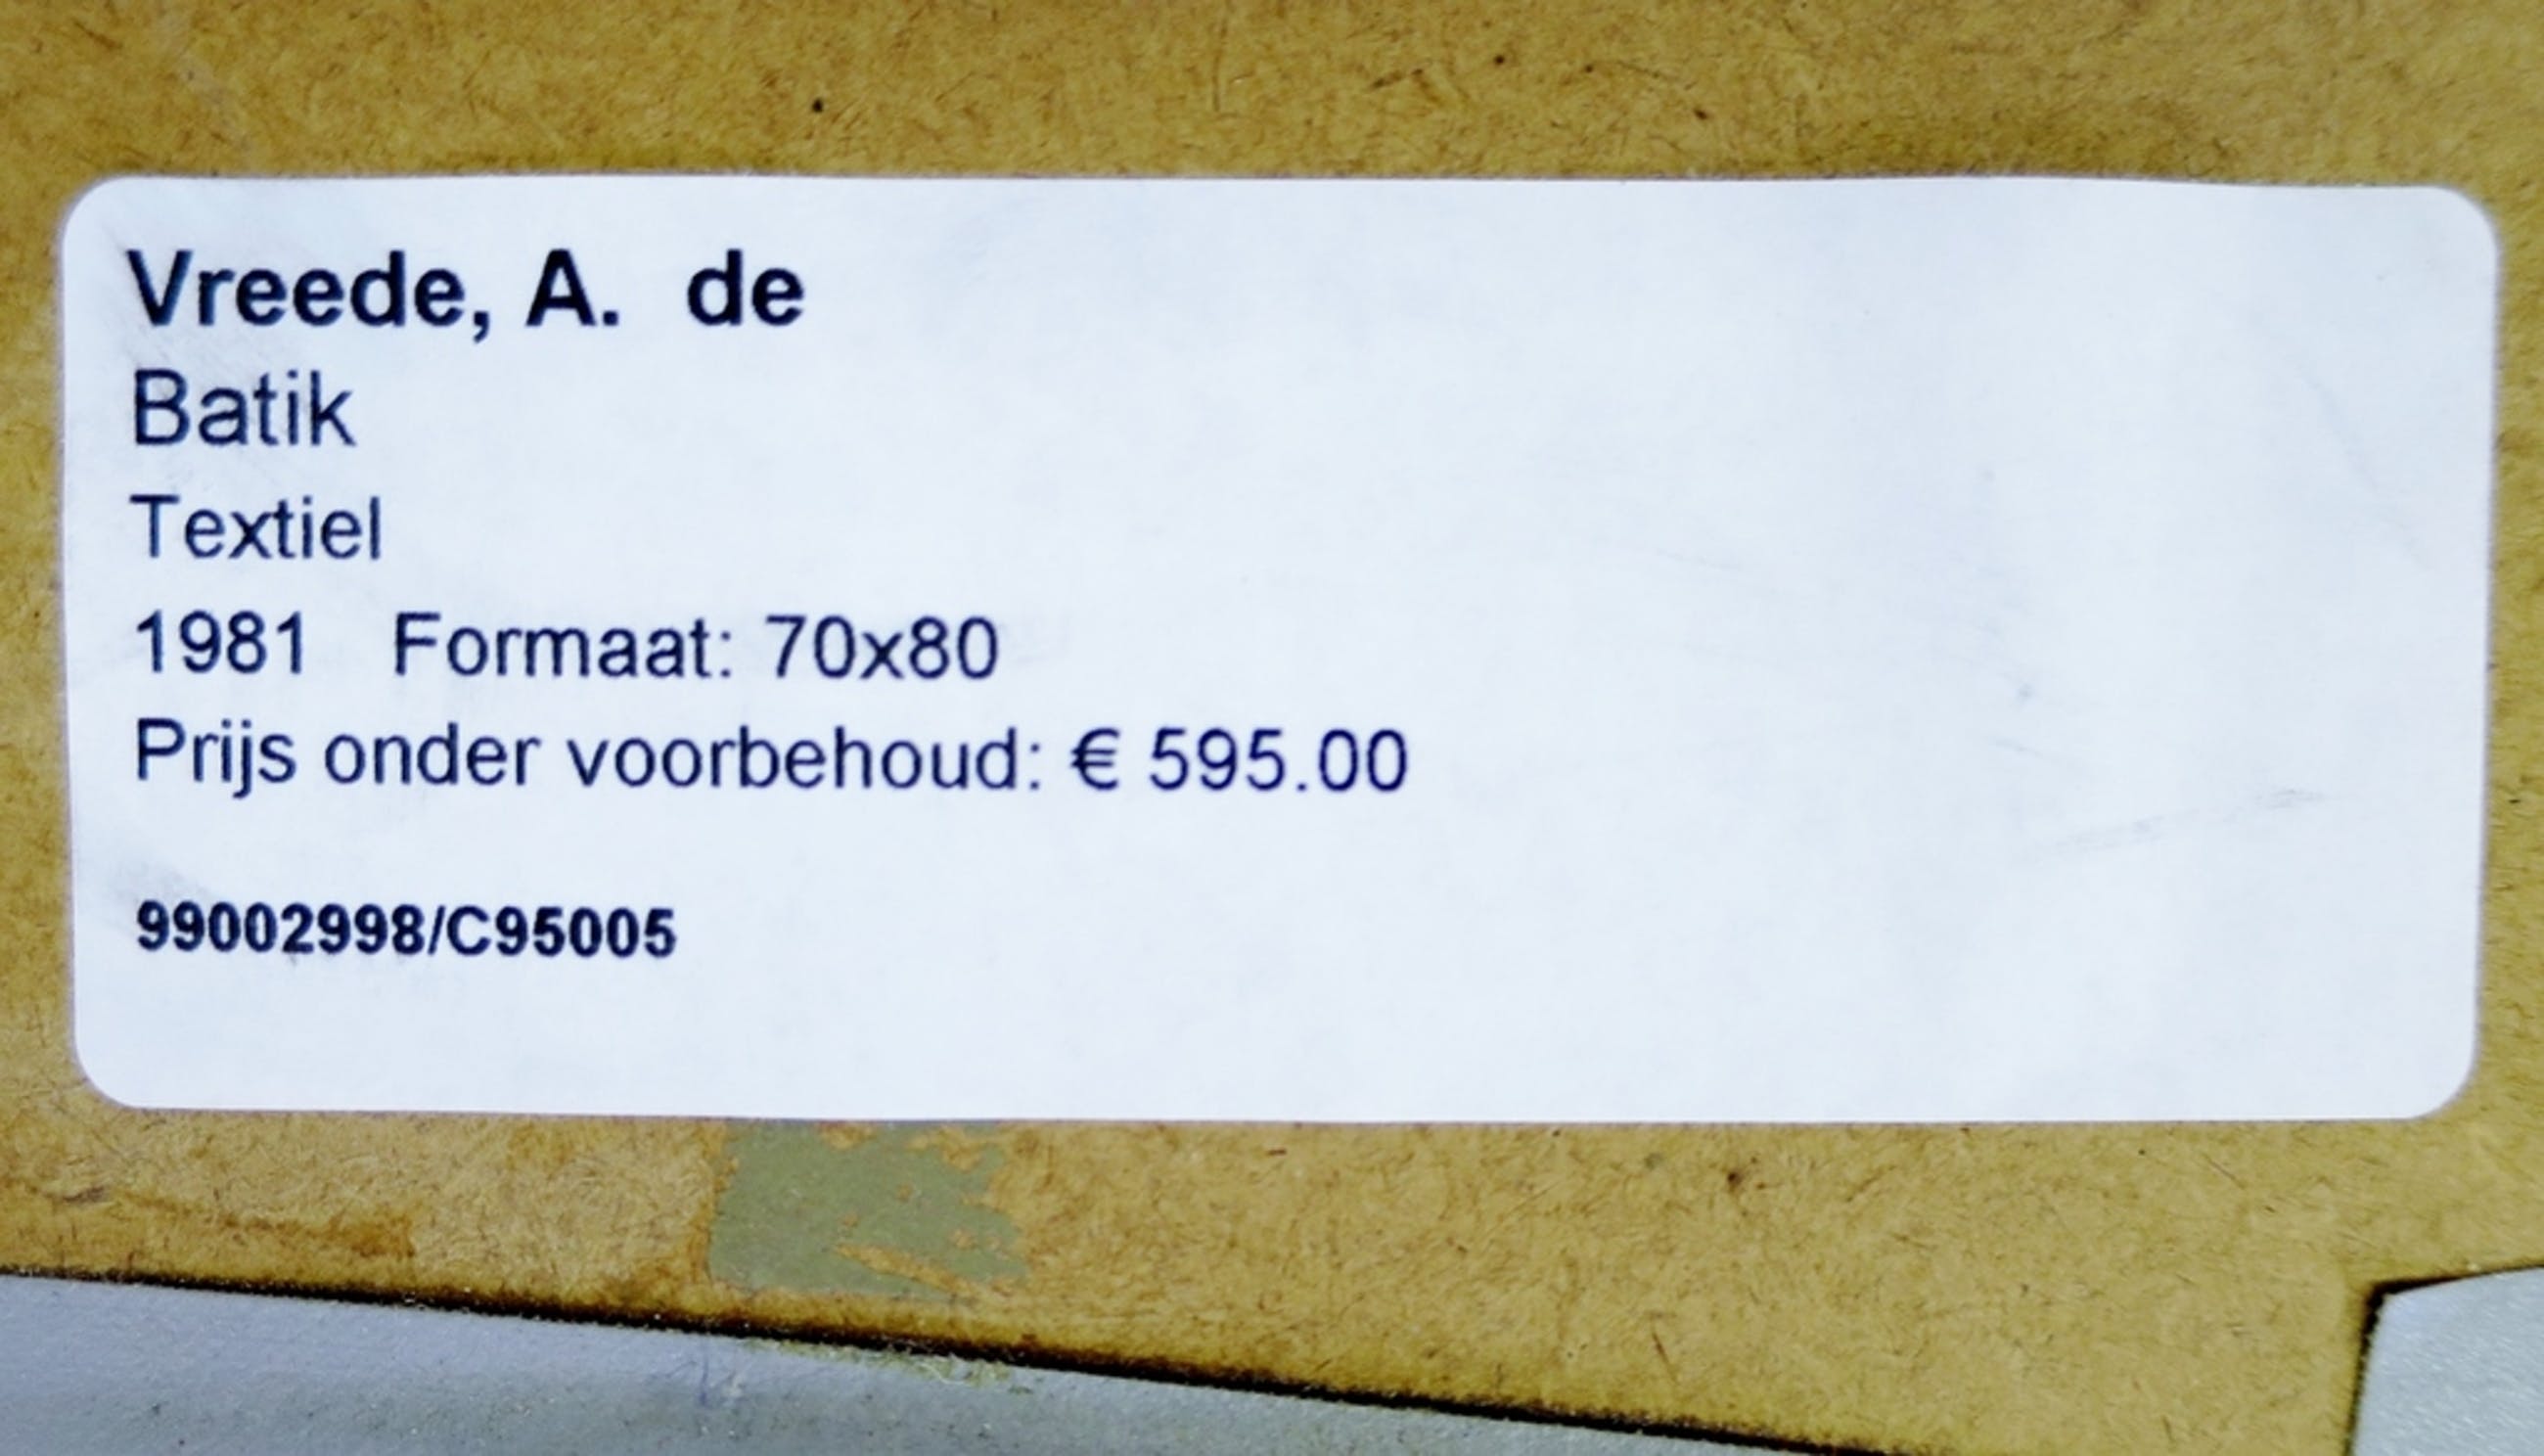 Vreede, A. de
Batik
Textiel
1981 Formaat: 70x80
Prijs onder voorbehoud: € 595.00
99002998/C95005